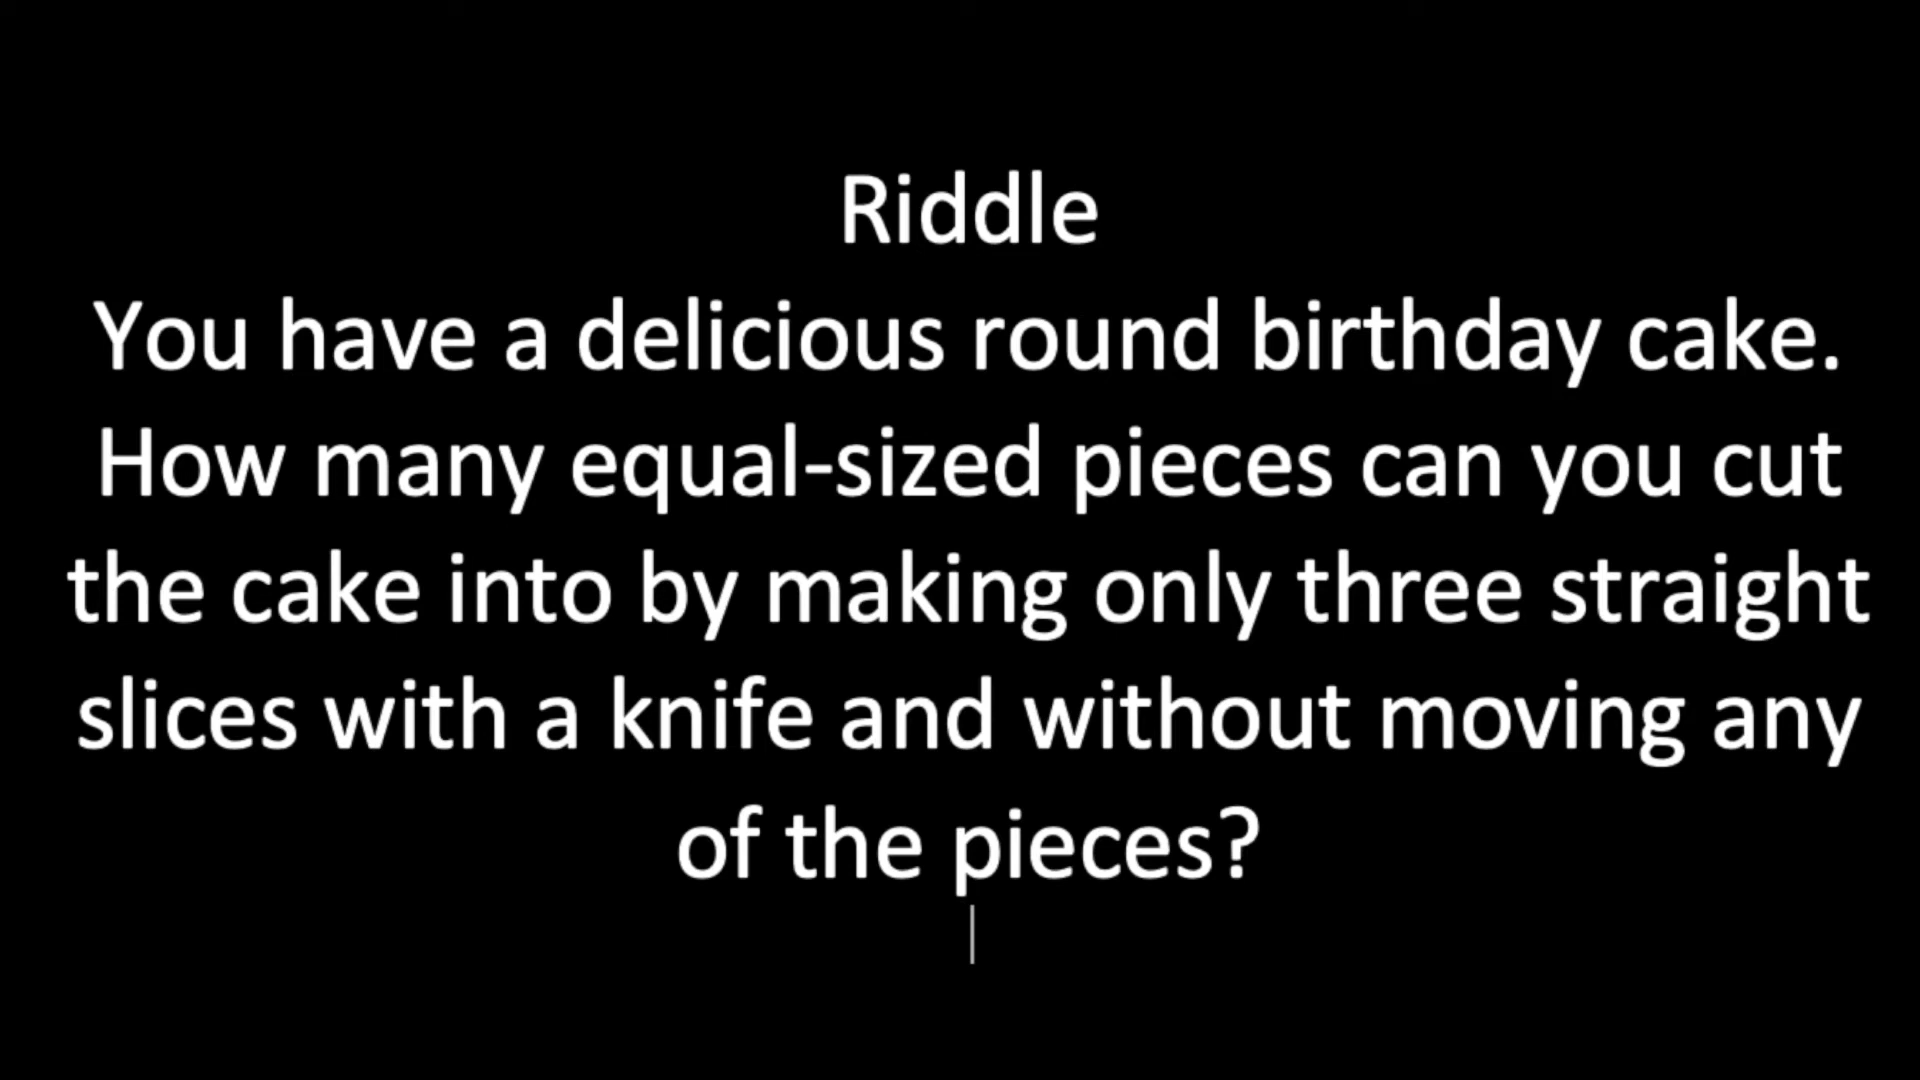 Riddle
You have a delicious round birthday cake.
How many equal-sized pieces can you cut
the cake into by making only three straight
slices with a knife and without moving any
of the pieces?